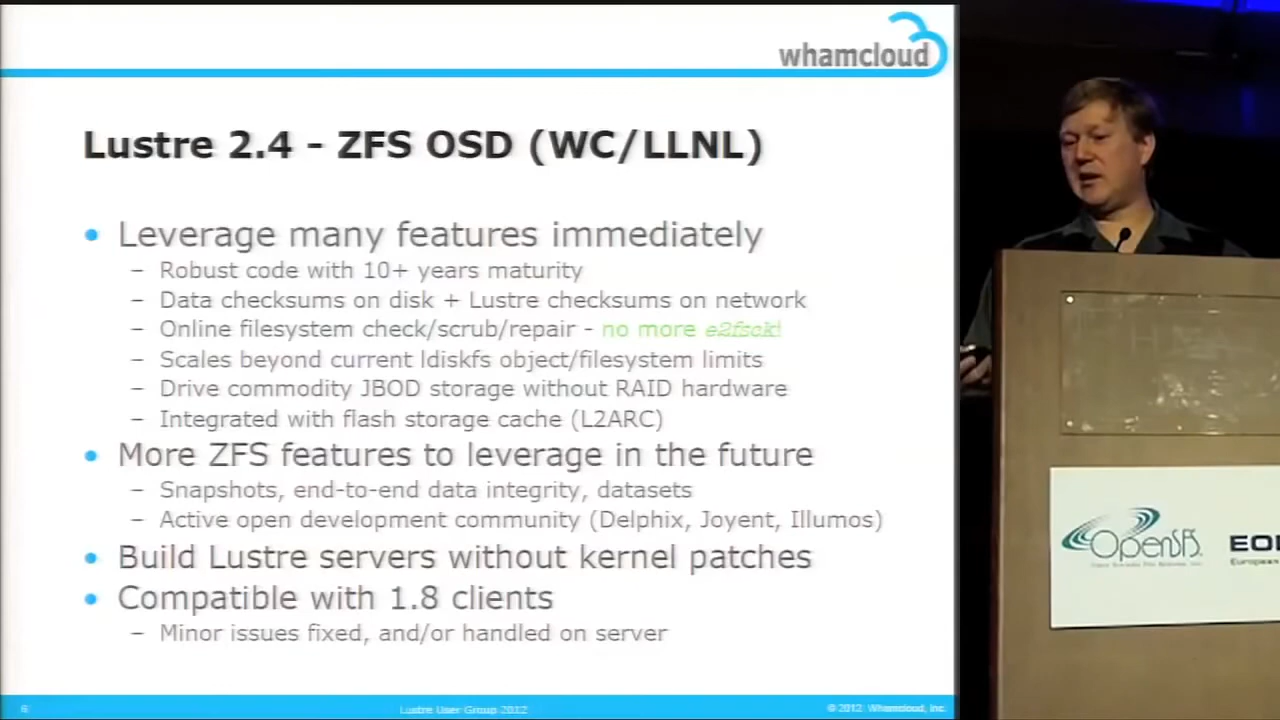 whamcloud
Lustre 2.4 - ZFS OSD (WC/LLNL)
• Leverage many features immediately
– Robust code with 10+ years maturity
– Data checksums on disk + Lustre checksums on network
– Online filesystem check/scrub/repair - no more e2fsck!
– Scales beyond current ldiskfs object/filesystem limits
– Drive commodity JBOD storage without RAID hardware
– Integrated with flash storage cache (L2ARC)
• More ZFS features to leverage in the future
– Snapshots, end-to-end data integrity, datasets
– Active open development community (Delphix, Joyent, Illumos)
• Build Lustre servers without kernel patches
• Compatible with 1.8 clients
– Minor issues fixed, and/or handled on server
6
Lustre User Group 2012
© 2012 Whamcloud, Inc.
OpenSFS
European